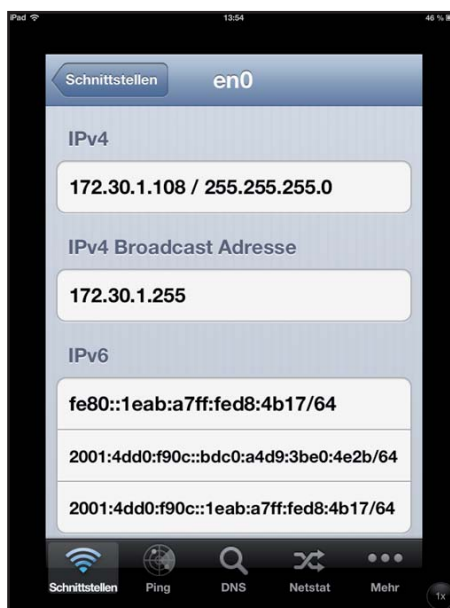 iPad 13:54 46 %
Schnittstellen en0
IPv4
172.30.1.108 / 255.255.255.0
IPv4 Broadcast Adresse
172.30.1.255
IPv6
fe80::1eab:a7ff:fed8:4b17/64
2001:4dd0:f90c::bdc0:a4d9:3be0:4e2b/64
2001:4dd0:f90c::1eab:a7ff:fed8:4b17/64
Schnittstellen Ping DNS Netstat Mehr
1x